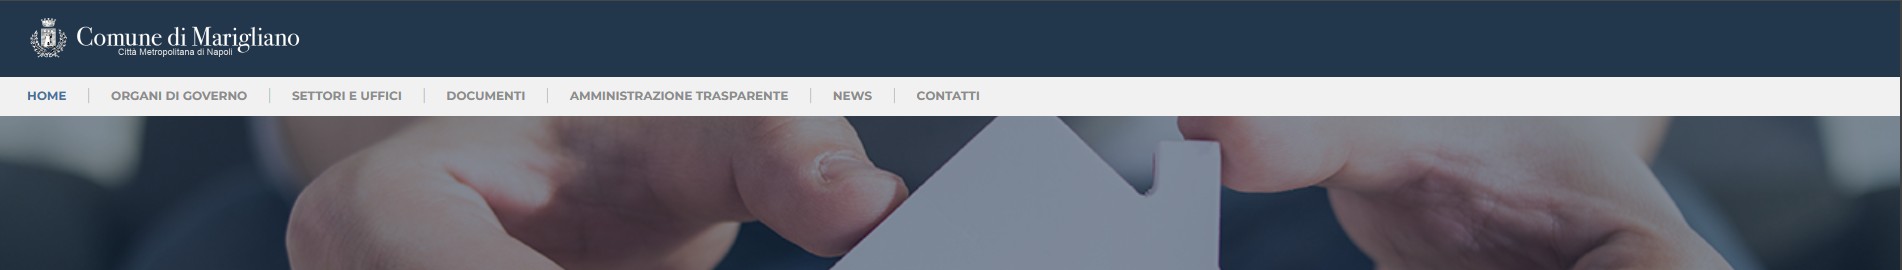 Comune di Marigliano
Città Metropolitana di Napoli
HOME
ORGANI DI GOVERNO
SETTORI E UFFICI
DOCUMENTI
AMMINISTRAZIONE TRASPARENTE
NEWS
CONTATTI